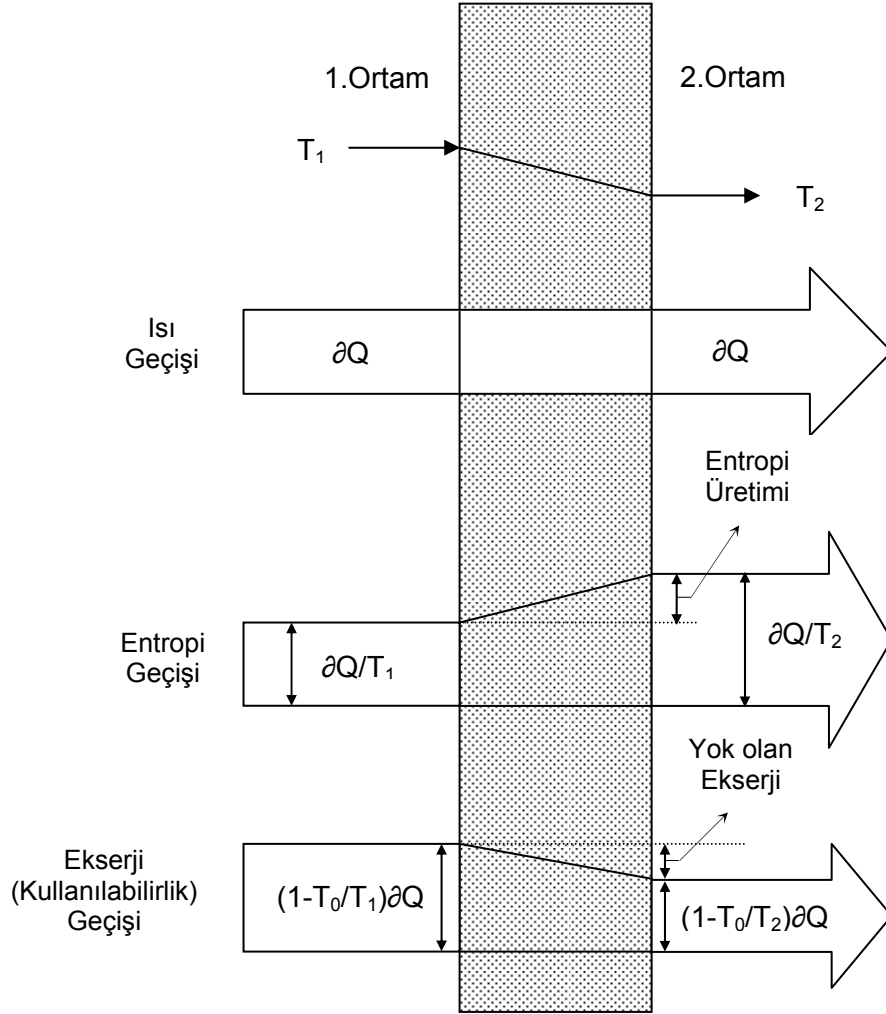 1.Ortam
2.Ortam
T₁
T₂
Isı
Geçişi
∂Q
∂Q
Entropi
Üretimi
Entropi
Geçişi
∂Q/T₁
∂Q/T₂
Yok olan
Ekserji
Ekserji
(Kullanılabilirlik)
Geçişi
(1-T₀/T₁)∂Q
(1-T₀/T₂)∂Q